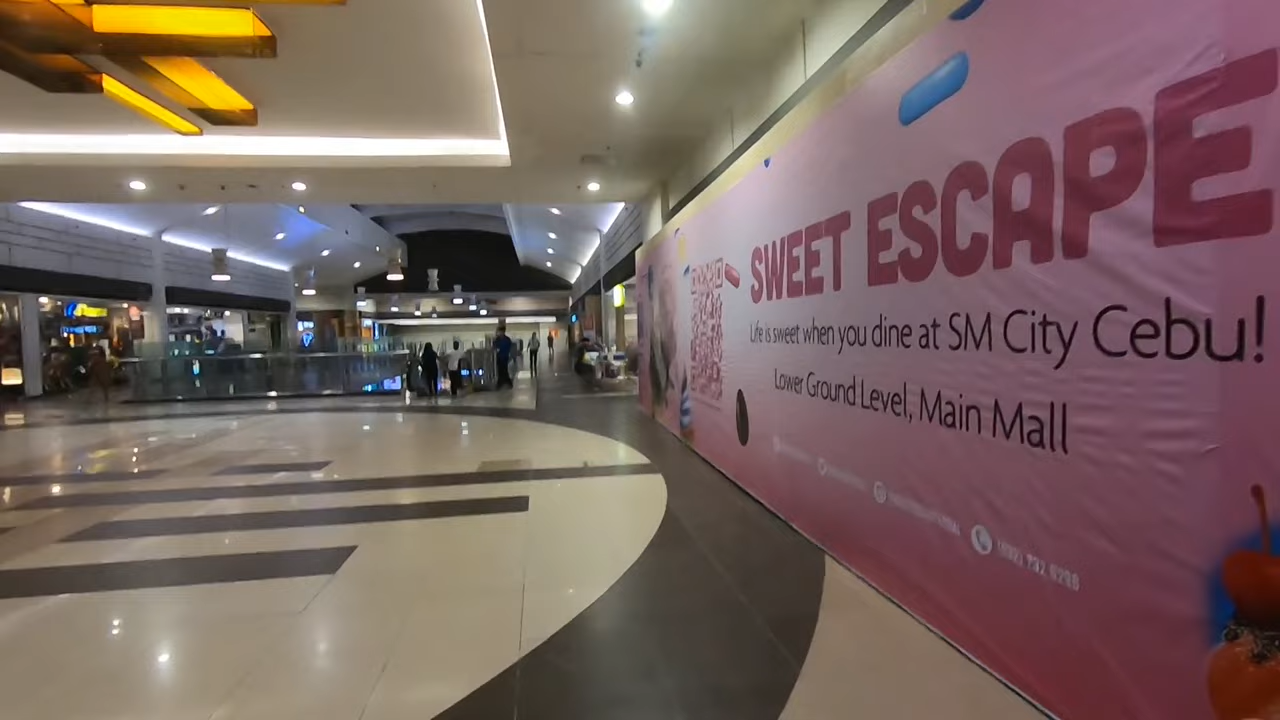 SWEET ESCAPE
Life is sweet when you dine at SM City Cebu!
Lower Ground Level, Main Mall